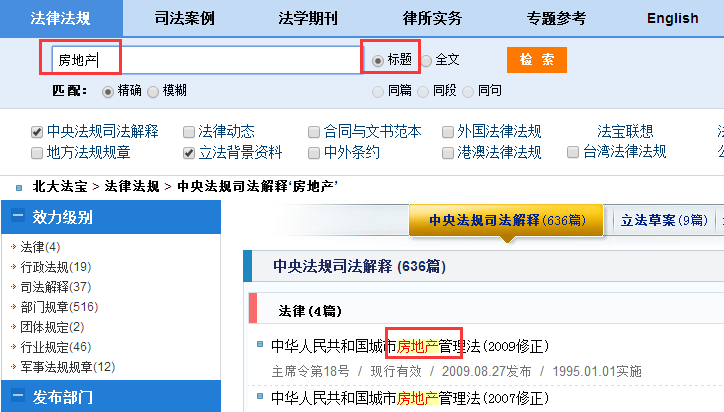 法律法规 司法案例 法学期刊 律所实务 专题参考 English
房地产 标题 全文 检 索
匹配： 精确 模糊 同篇 同段 同句
中央法规司法解释 法律动态 合同与文书范本 外国法律法规 法宝联想
地方法规规章 立法背景资料 中外条约 港澳法律法规 台湾法律法规
北大法宝 > 法律法规 > 中央法规司法解释‘房地产’
效力级别
法律(4)
行政法规(19)
司法解释(37)
部门规章(516)
团体规定(2)
行业规定(46)
军事法规规章(12)
发布部门
中央法规司法解释(636篇) 立法草案(9篇)
中央法规司法解释 (636篇)
法律(4篇)
中华人民共和国城市房地产管理法(2009修正)
主席令第18号 / 现行有效 / 2009.08.27发布 / 1995.01.01实施
中华人民共和国城市房地产管理法(2007修正)